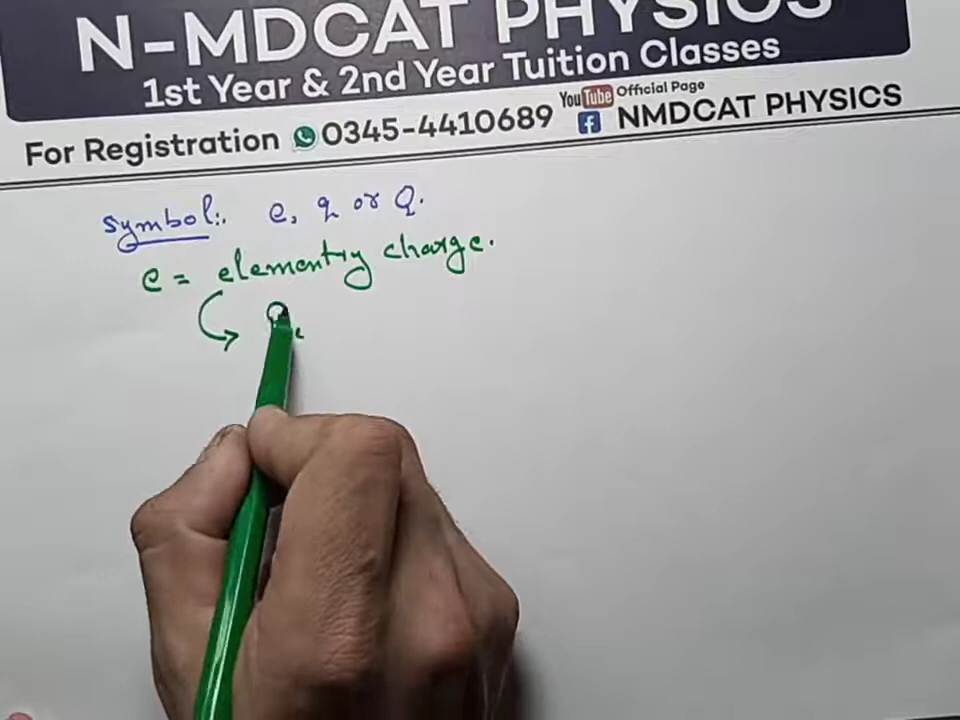 N-MDCAT PHYSICS
1st Year & 2nd Year Tuition Classes
For Registration 0345-4410689 YouTube Official Page NMDCAT PHYSICS
Symbol:. e, q or Q.
e = elementry charge.